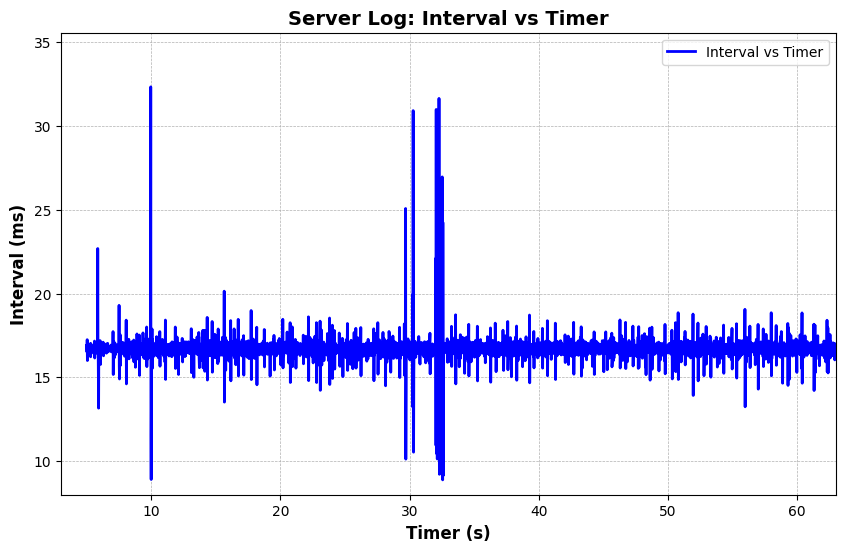 Server Log: Interval vs Timer
Interval vs Timer
35
30
25
20
15
10
Interval (ms)
10 20 30 40 50 60
Timer (s)